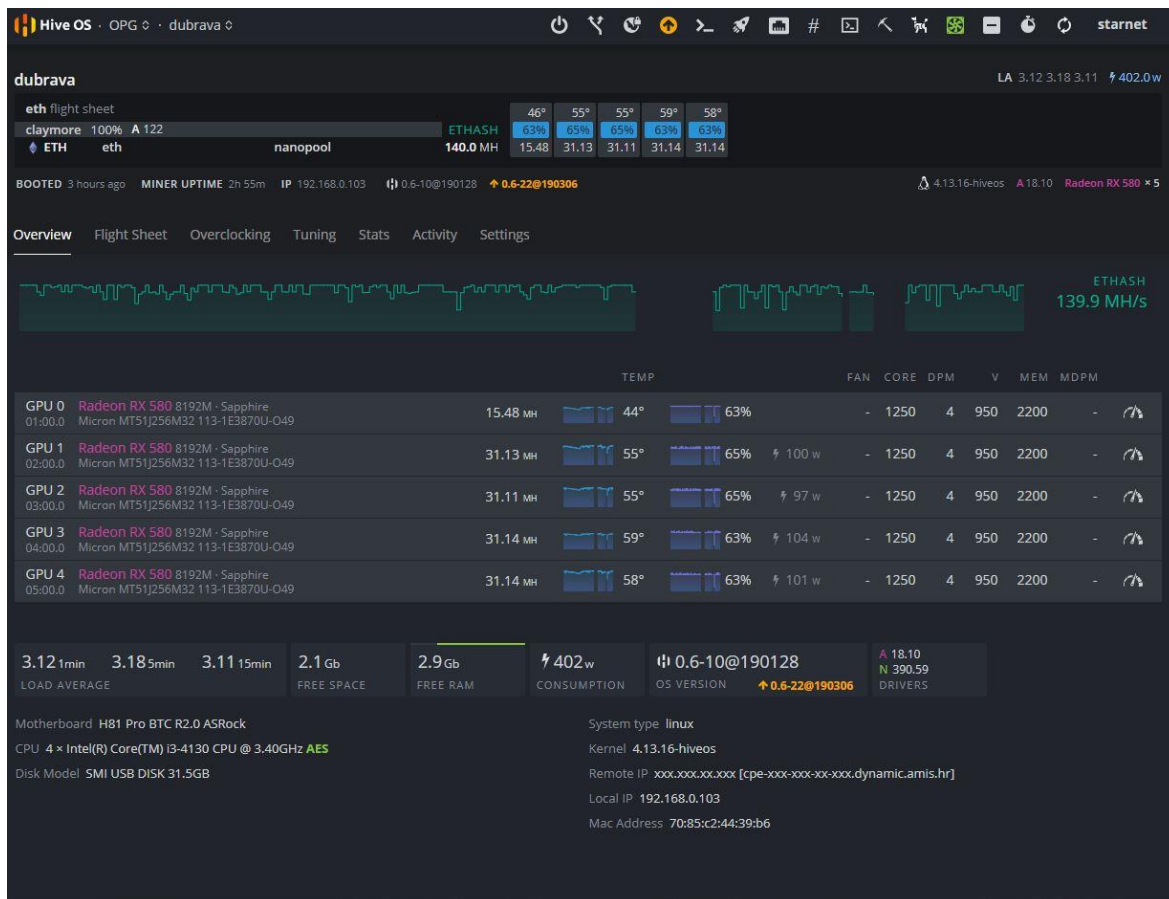 Hive OS · OPG · dubrava # starnet
dubrava LA 3.12 3.18 3.11 402.0 w
eth flight sheet 46° 55° 55° 59° 58°
claymore 100% A 122 ETHASH 63% 65% 65% 63% 63%
ETH eth nanopool 140.0 MH 15.48 31.13 31.11 31.14 31.14
BOOTED 3 hours ago MINER UPTIME 2h 55m IP 192.168.0.103 0.6-10@190128 0.6-22@190306 4.13.16-hiveos A 18.10 Radeon RX 580 × 5
Overview Flight Sheet Overclocking Tuning Stats Activity Settings
ETHASH
139.9 MH/s
TEMP FAN CORE DPM V MEM MDPM
GPU 0 Radeon RX 580 8192M · Sapphire 15.48 MH 44° 63% - 1250 4 950 2200 -
01:00.0 Micron MT51J256M32 113-1E3870U-O49
GPU 1 Radeon RX 580 8192M · Sapphire 31.13 MH 55° 65% 100 w - 1250 4 950 2200 -
02:00.0 Micron MT51J256M32 113-1E3870U-O49
GPU 2 Radeon RX 580 8192M · Sapphire 31.11 MH 55° 65% 97 w - 1250 4 950 2200 -
03:00.0 Micron MT51J256M32 113-1E3870U-O49
GPU 3 Radeon RX 580 8192M · Sapphire 31.14 MH 59° 63% 104 w - 1250 4 950 2200 -
04:00.0 Micron MT51J256M32 113-1E3870U-O49
GPU 4 Radeon RX 580 8192M · Sapphire 31.14 MH 58° 63% 101 w - 1250 4 950 2200 -
05:00.0 Micron MT51J256M32 113-1E3870U-O49
3.12 1min 3.18 5min 3.11 15min 2.1 Gb 2.9 Gb 402 w 0.6-10@190128 A 18.10
N 390.59
LOAD AVERAGE FREE SPACE FREE RAM CONSUMPTION OS VERSION 0.6-22@190306 DRIVERS
Motherboard H81 Pro BTC R2.0 ASRock System type linux
CPU 4 × Intel(R) Core(TM) i3-4130 CPU @ 3.40GHz AES Kernel 4.13.16-hiveos
Disk Model SMI USB DISK 31.5GB Remote IP xxx.xxx.xx.xxx [cpe-xxx-xxx-xx-xxx.dynamic.amis.hr]
Local IP 192.168.0.103
Mac Address 70:85:c2:44:39:b6